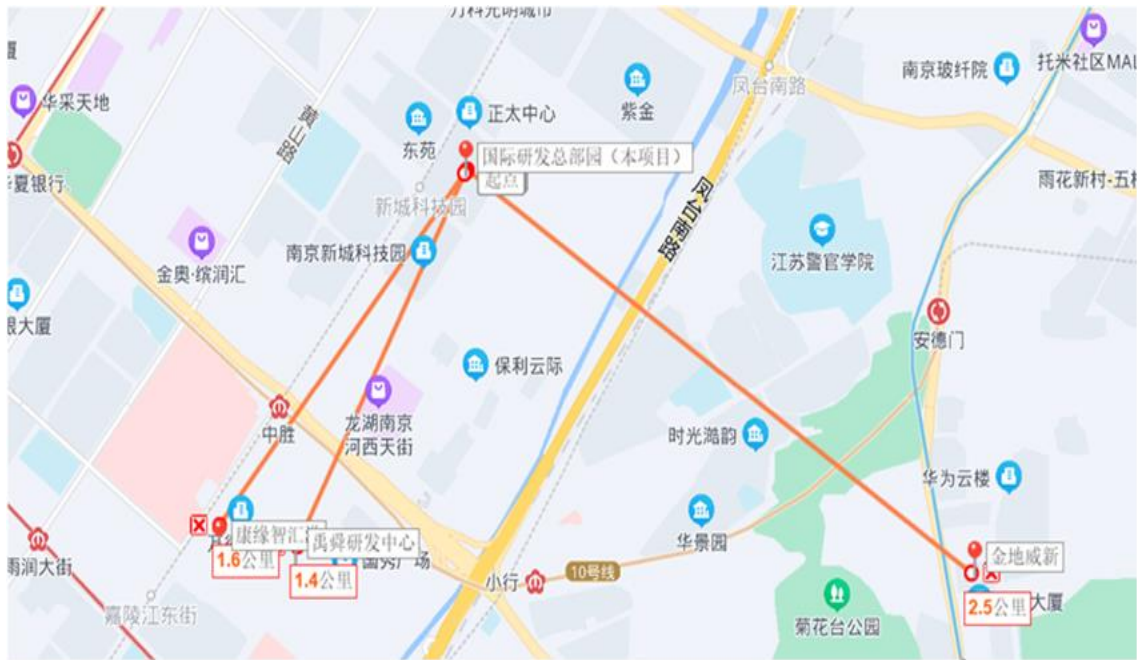 万科光明城市
华采天地
黄山路
东苑
正太中心
紫金
凤台南路
南京玻纤院
托米社区MAL
国际研发总部园（本项目）
起点
新城科技园
华夏银行
凤台南路
雨花新村-五
金奥·缤润汇
南京新城科技园
江苏警官学院
银大厦
安德门
保利云际
龙湖南京
河西天街
中胜
时光澔韵
华为云楼
华景园
康缘智汇港
禹舜研发中心
国秀广场
1.6公里
1.4公里
雨润大街
小行
10号线
金地威新
2.5公里
大厦
嘉陵江东街
菊花台公园